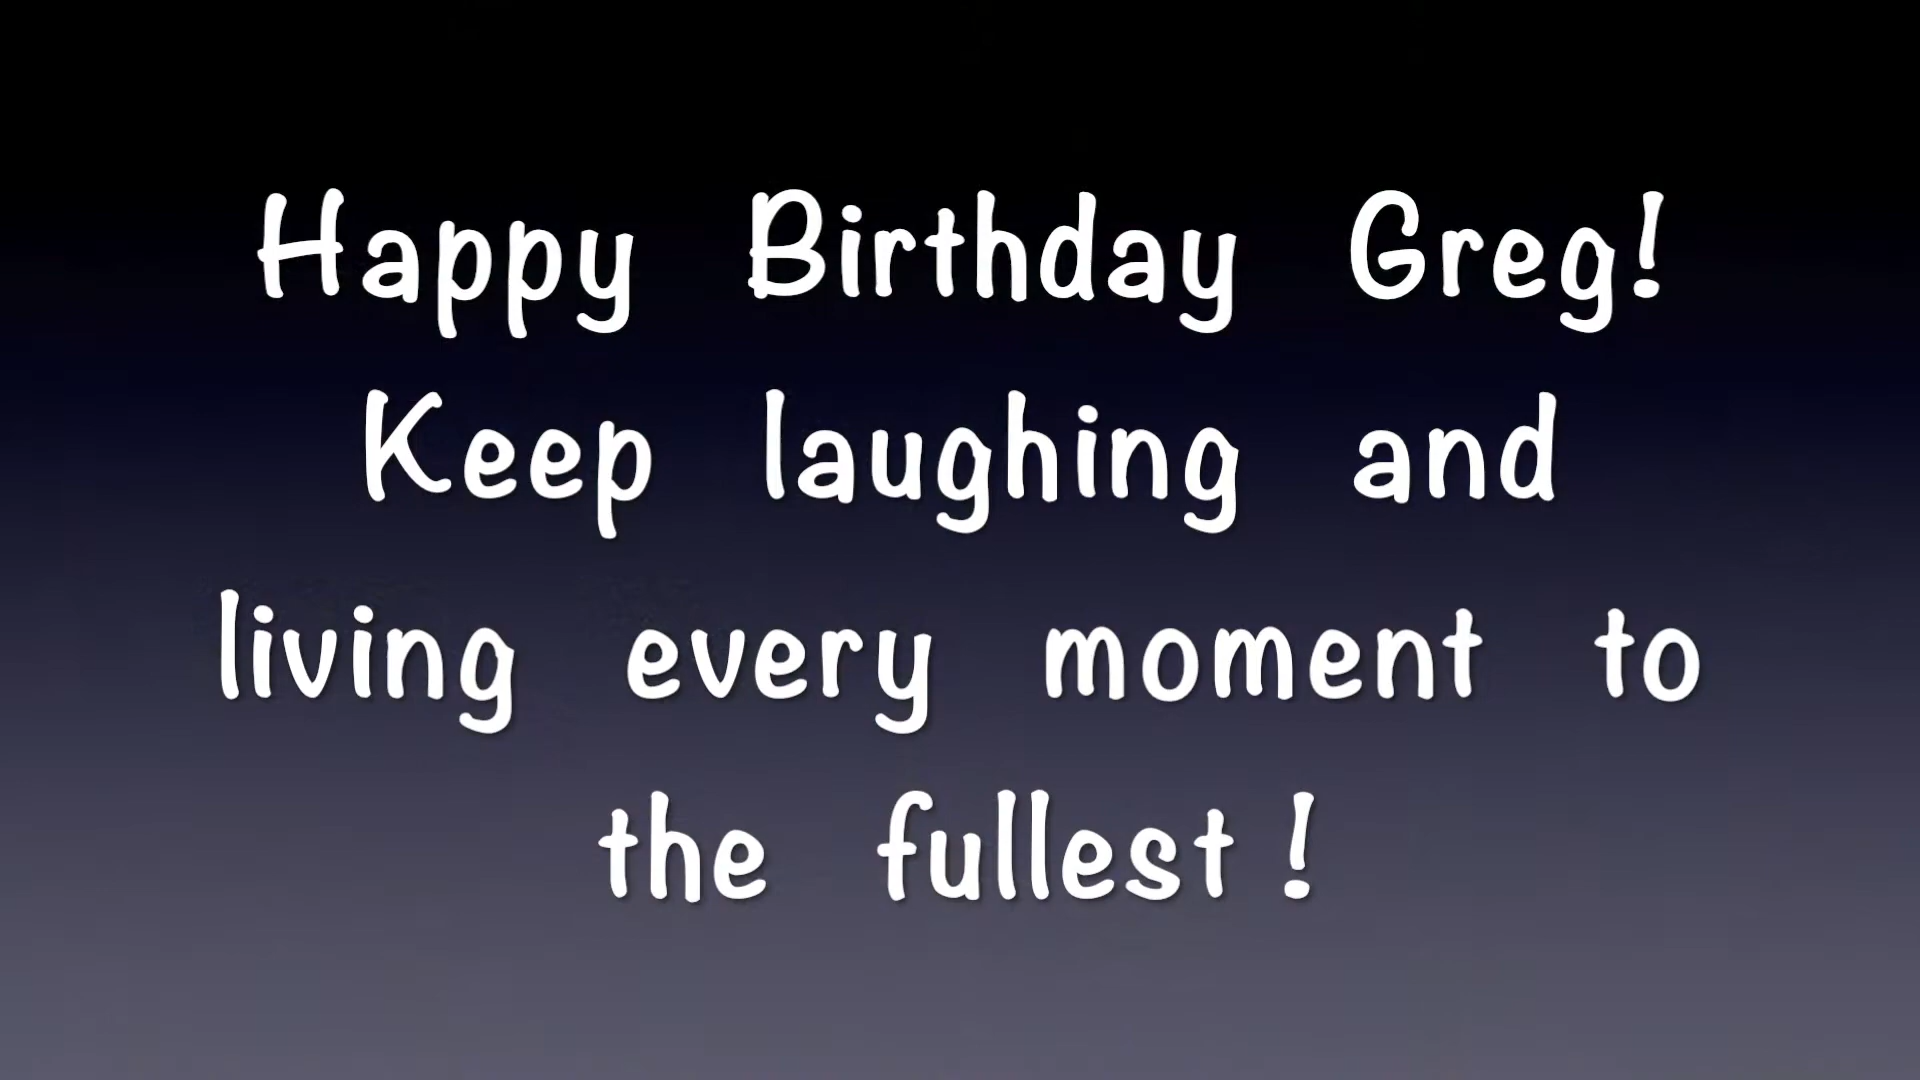 Happy Birthday Greg!
Keep laughing and
living every moment to
the fullest !